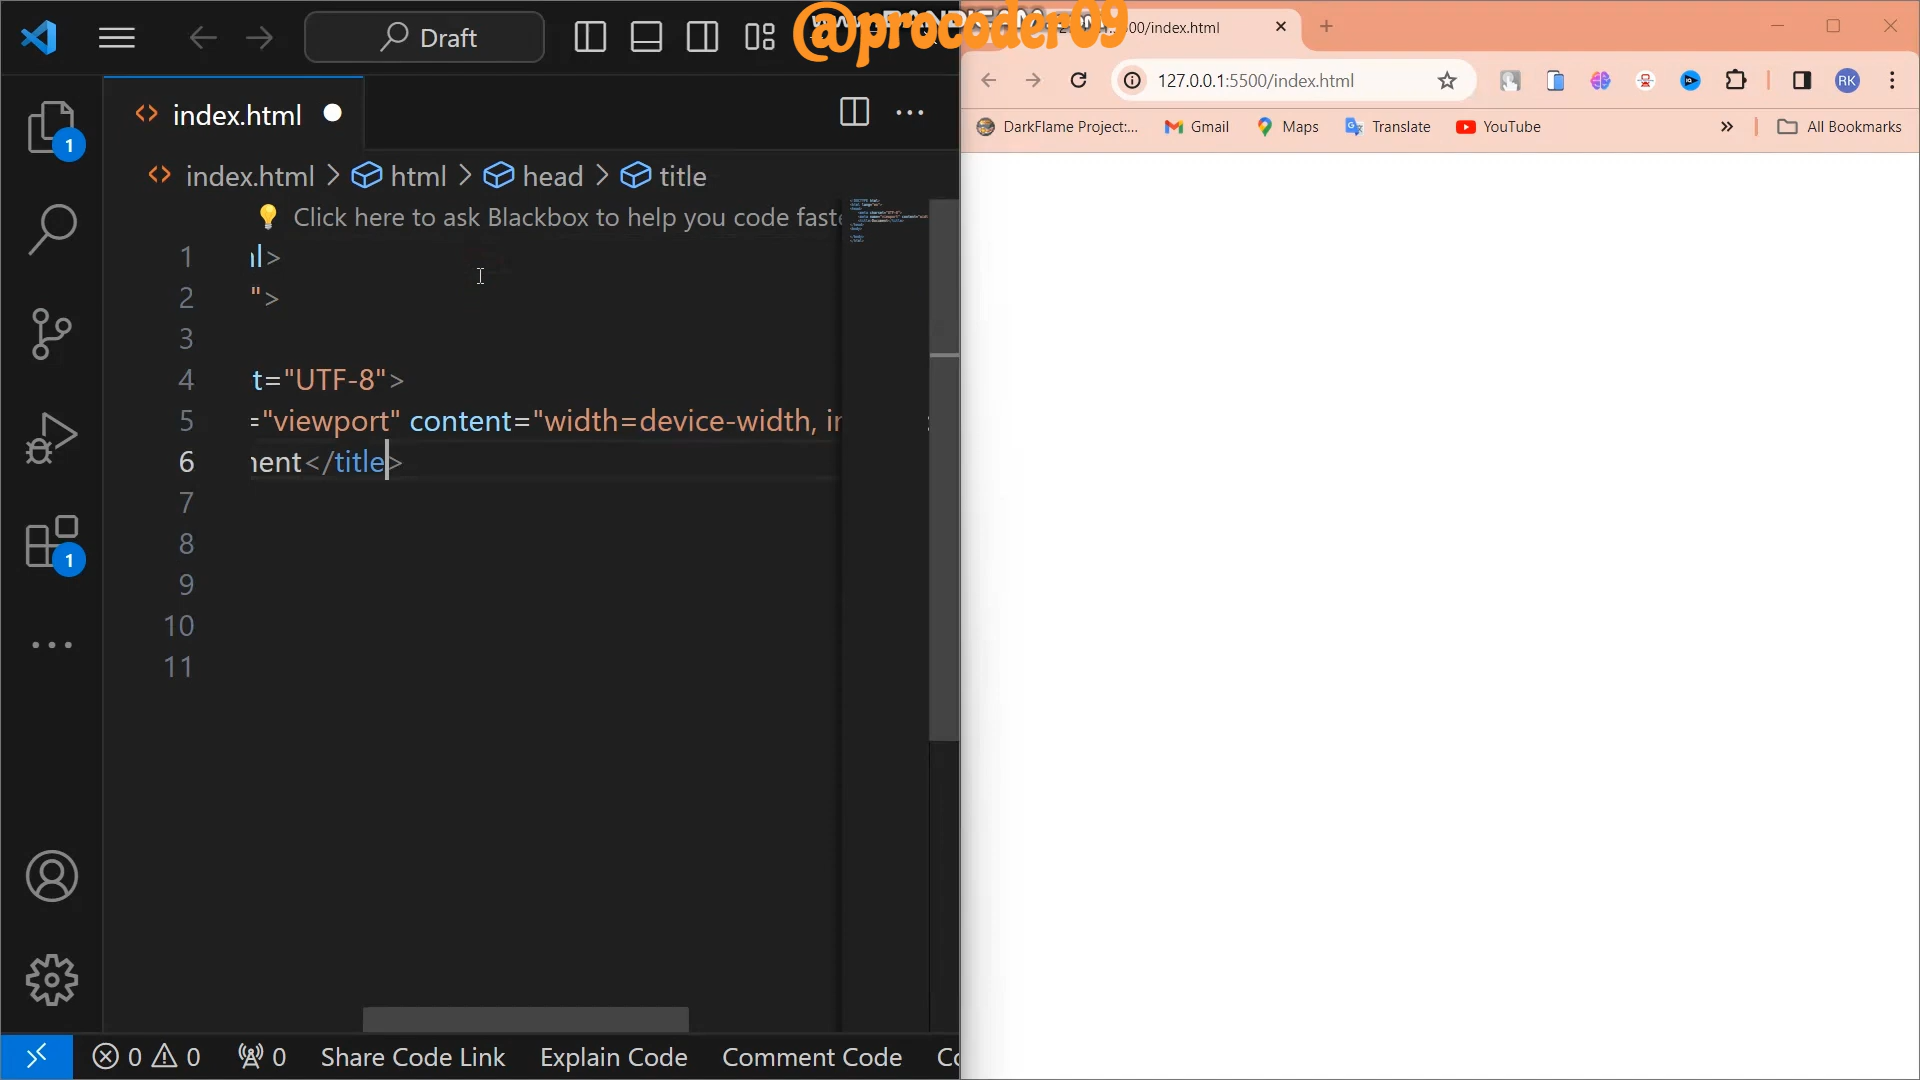 Draft
@procoder09
index.html
1
index.html > html > head > title
Click here to ask Blackbox to help you code faste
1 l>
2 ">
3
4 t="UTF-8">
5 ="viewport" content="width=device-width, in
6 ment</title>
7
8
9
10
11
1
0 0 0 Share Code Link Explain Code Comment Code Co
00/index.html
127.0.0.1:5500/index.html
RK
DarkFlame Project:... Gmail Maps Translate YouTube All Bookmarks